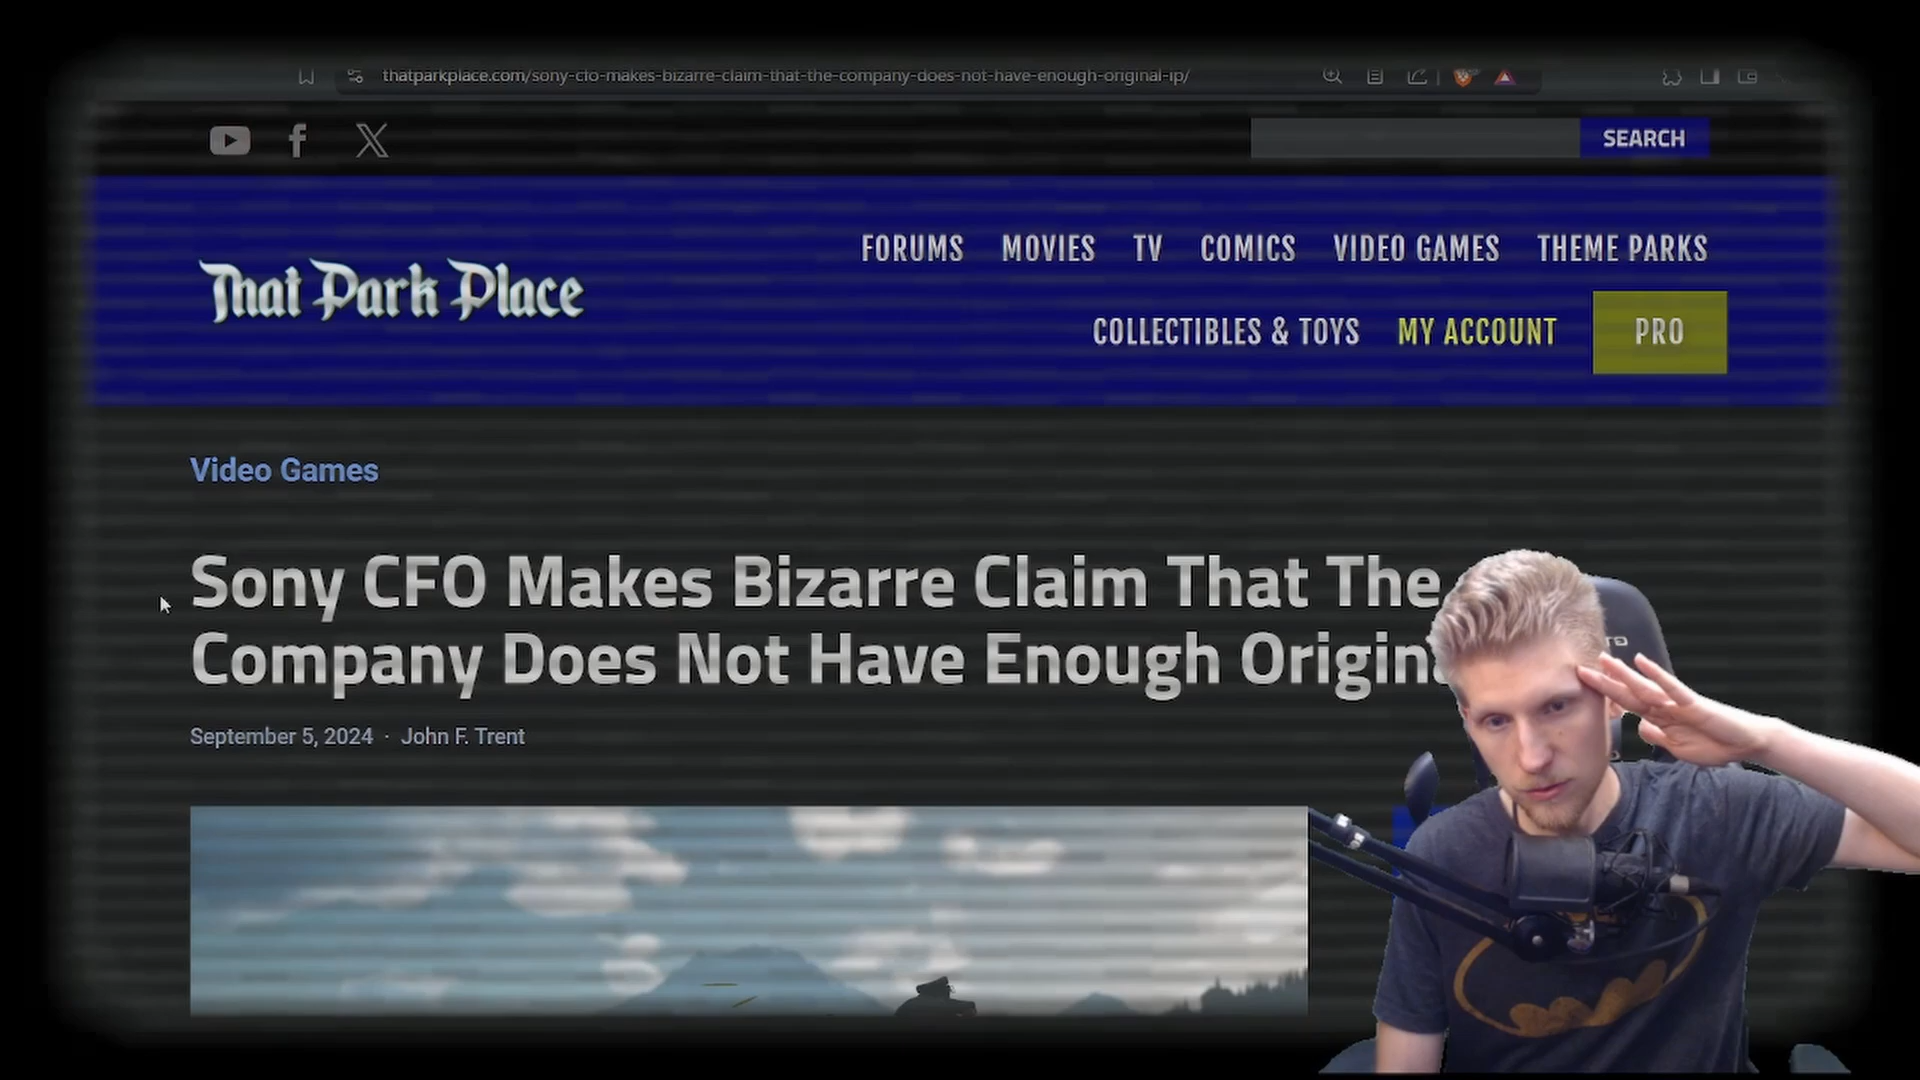 thatparkplace.com/sony-cfo-makes-bizarre-claim-that-the-company-does-not-have-enough-original-ip/
SEARCH
FORUMS MOVIES TV COMICS VIDEO GAMES THEME PARKS
That Park Place
COLLECTIBLES & TOYS MY ACCOUNT PRO
Video Games
Sony CFO Makes Bizarre Claim That The
Company Does Not Have Enough Origin
September 5, 2024 · John F. Trent